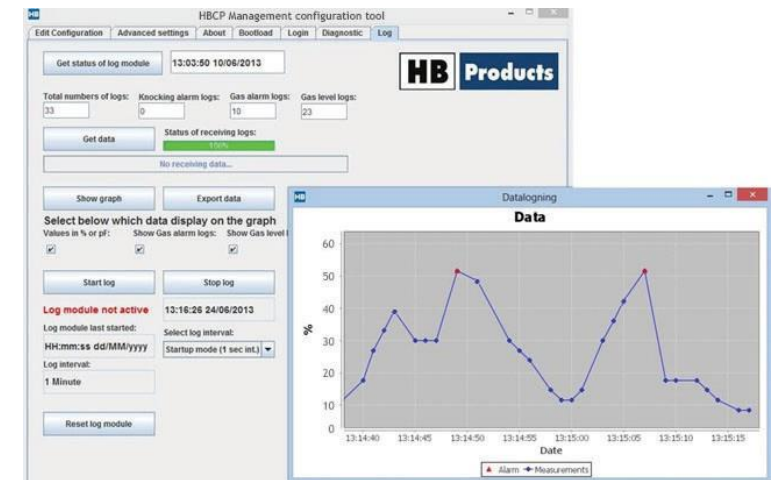 HB HBCP Management configuration tool
Edit Configuration Advanced settings About Bootload Login Diagnostic Log
Get status of log module 13:03:50 10/06/2013
HB Products
Total numbers of logs: Knocking alarm logs: Gas alarm logs: Gas level logs:
33 0 10 23
Get data Status of receiving logs:
100%
No receiving data...
Show graph Export data
Select below which data display on the graph
Values in % or pF: Show Gas alarm logs: Show Gas level
Start log Stop log
Log module not active 13:16:26 24/06/2013
Log module last started: Select log interval:
HH:mm:ss dd/MM/yyyy Startup mode (1 sec int.)
Log interval:
1 Minute
Reset log module
HB Datalogning
Data
60
50
40
30
20
10
0
%
13:14:40 13:14:45 13:14:50 13:14:55 13:15:00 13:15:05 13:15:10 13:15:15
Date
Alarm Measurements